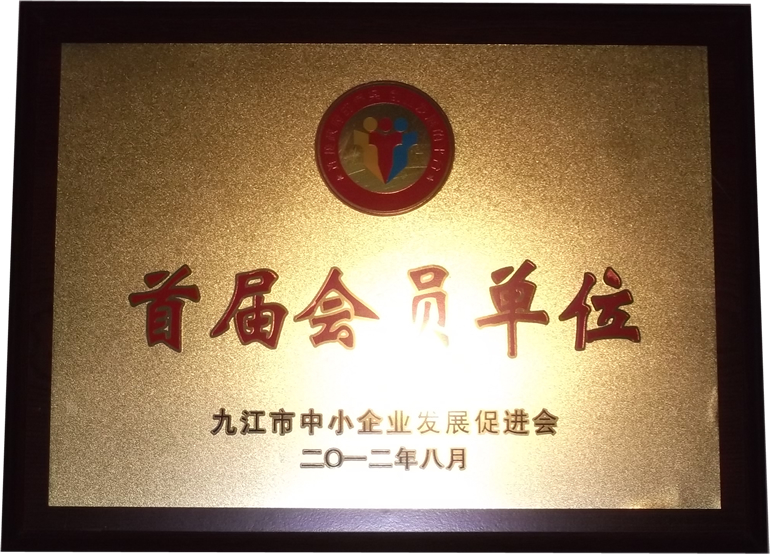 首届会员单位
九江市中小企业发展促进会
二〇一二年八月